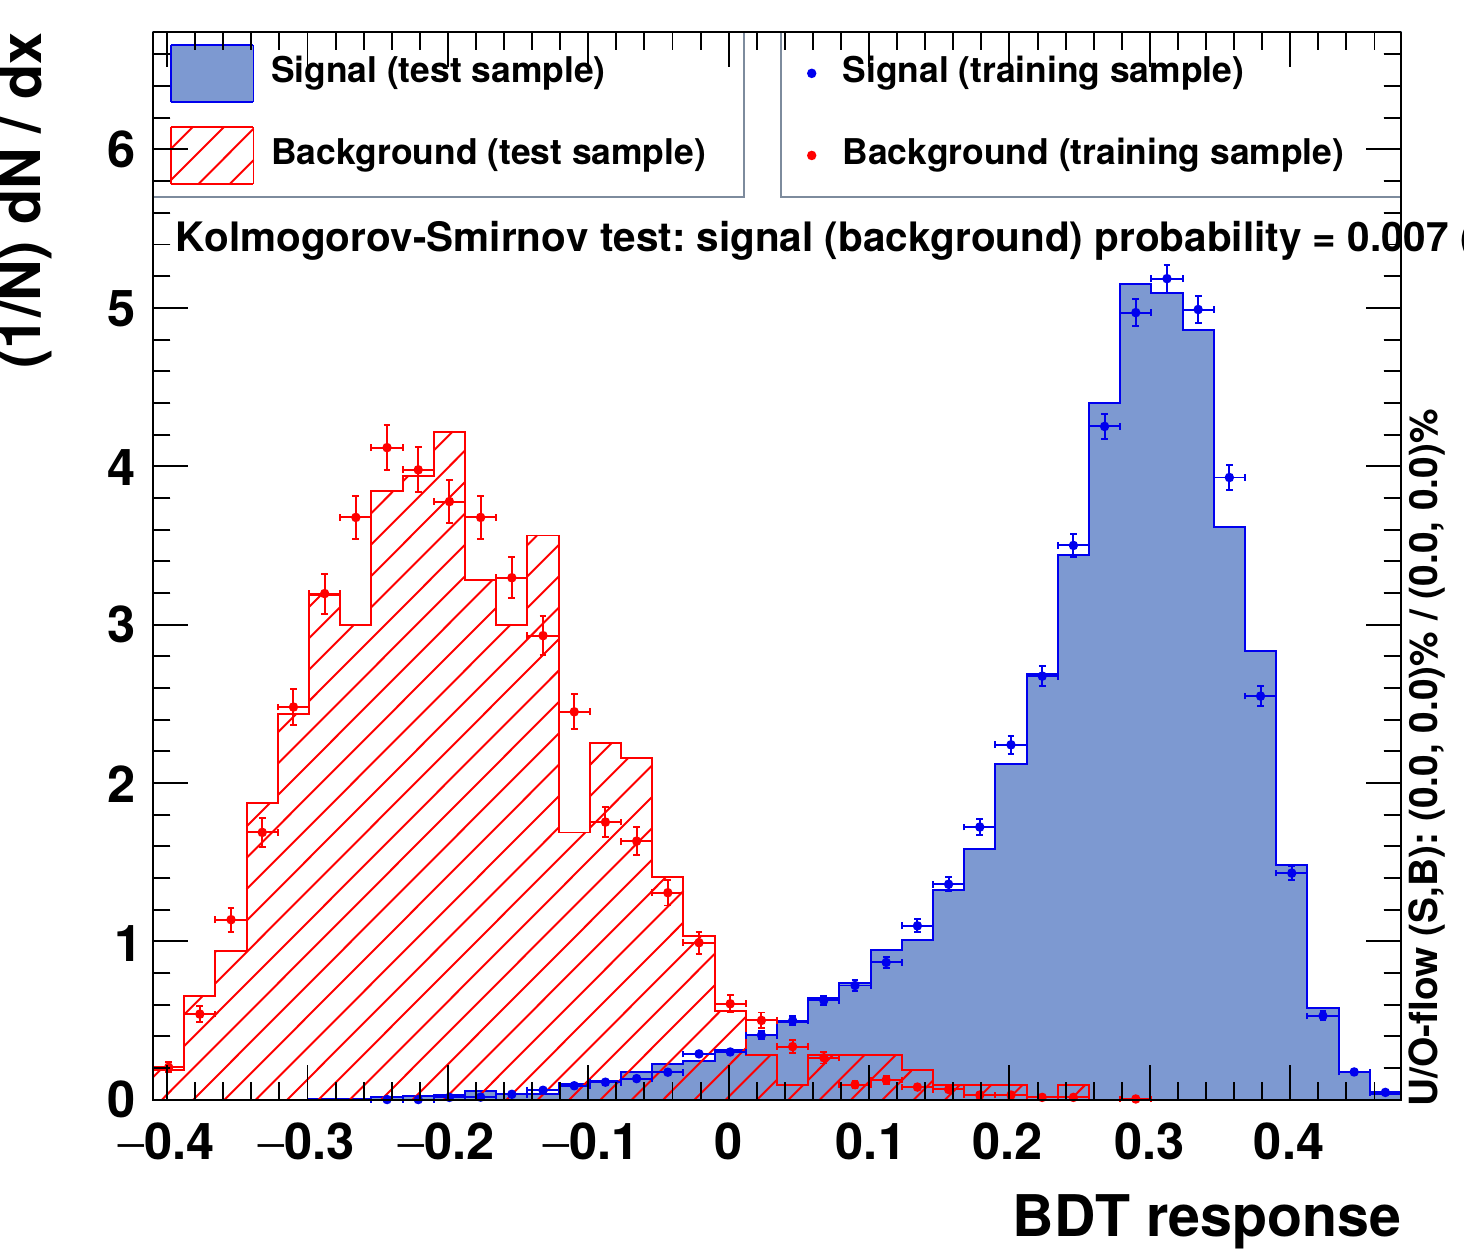 Signal (test sample)
Background (test sample)
Signal (training sample)
Background (training sample)
Kolmogorov-Smirnov test: signal (background) probability = 0.007 (
(1/N) dN / dx
6
5
4
3
2
1
0
−0.4 −0.3 −0.2 −0.1 0 0.1 0.2 0.3 0.4
BDT response
U/O-flow (S,B): (0.0, 0.0)% / (0.0, 0.0)%